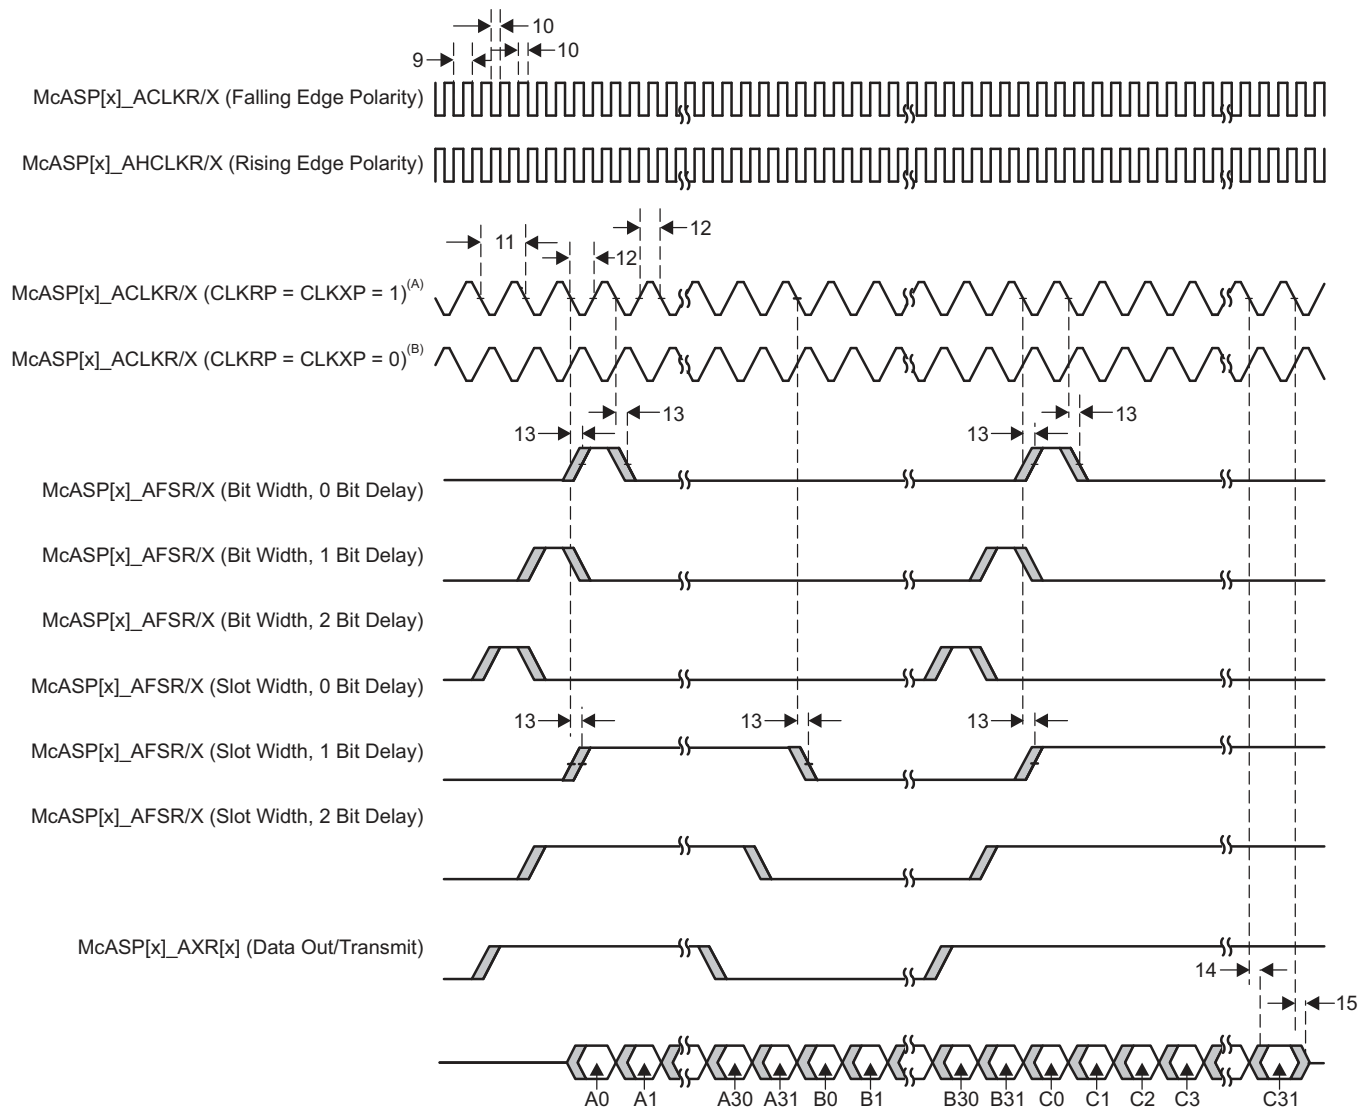 10
9
10
McASP[x]_ACLKR/X (Falling Edge Polarity)
McASP[x]_AHCLKR/X (Rising Edge Polarity)
11
12
12
McASP[x]_ACLKR/X (CLKRP = CLKXP = 1)(A)
McASP[x]_ACLKR/X (CLKRP = CLKXP = 0)(B)
13
13
13
13
McASP[x]_AFSR/X (Bit Width, 0 Bit Delay)
McASP[x]_AFSR/X (Bit Width, 1 Bit Delay)
McASP[x]_AFSR/X (Bit Width, 2 Bit Delay)
McASP[x]_AFSR/X (Slot Width, 0 Bit Delay)
13
13
13
McASP[x]_AFSR/X (Slot Width, 1 Bit Delay)
McASP[x]_AFSR/X (Slot Width, 2 Bit Delay)
McASP[x]_AXR[x] (Data Out/Transmit)
14
15
A0 A1 A30 A31 B0 B1 B30 B31 C0 C1 C2 C3 C31